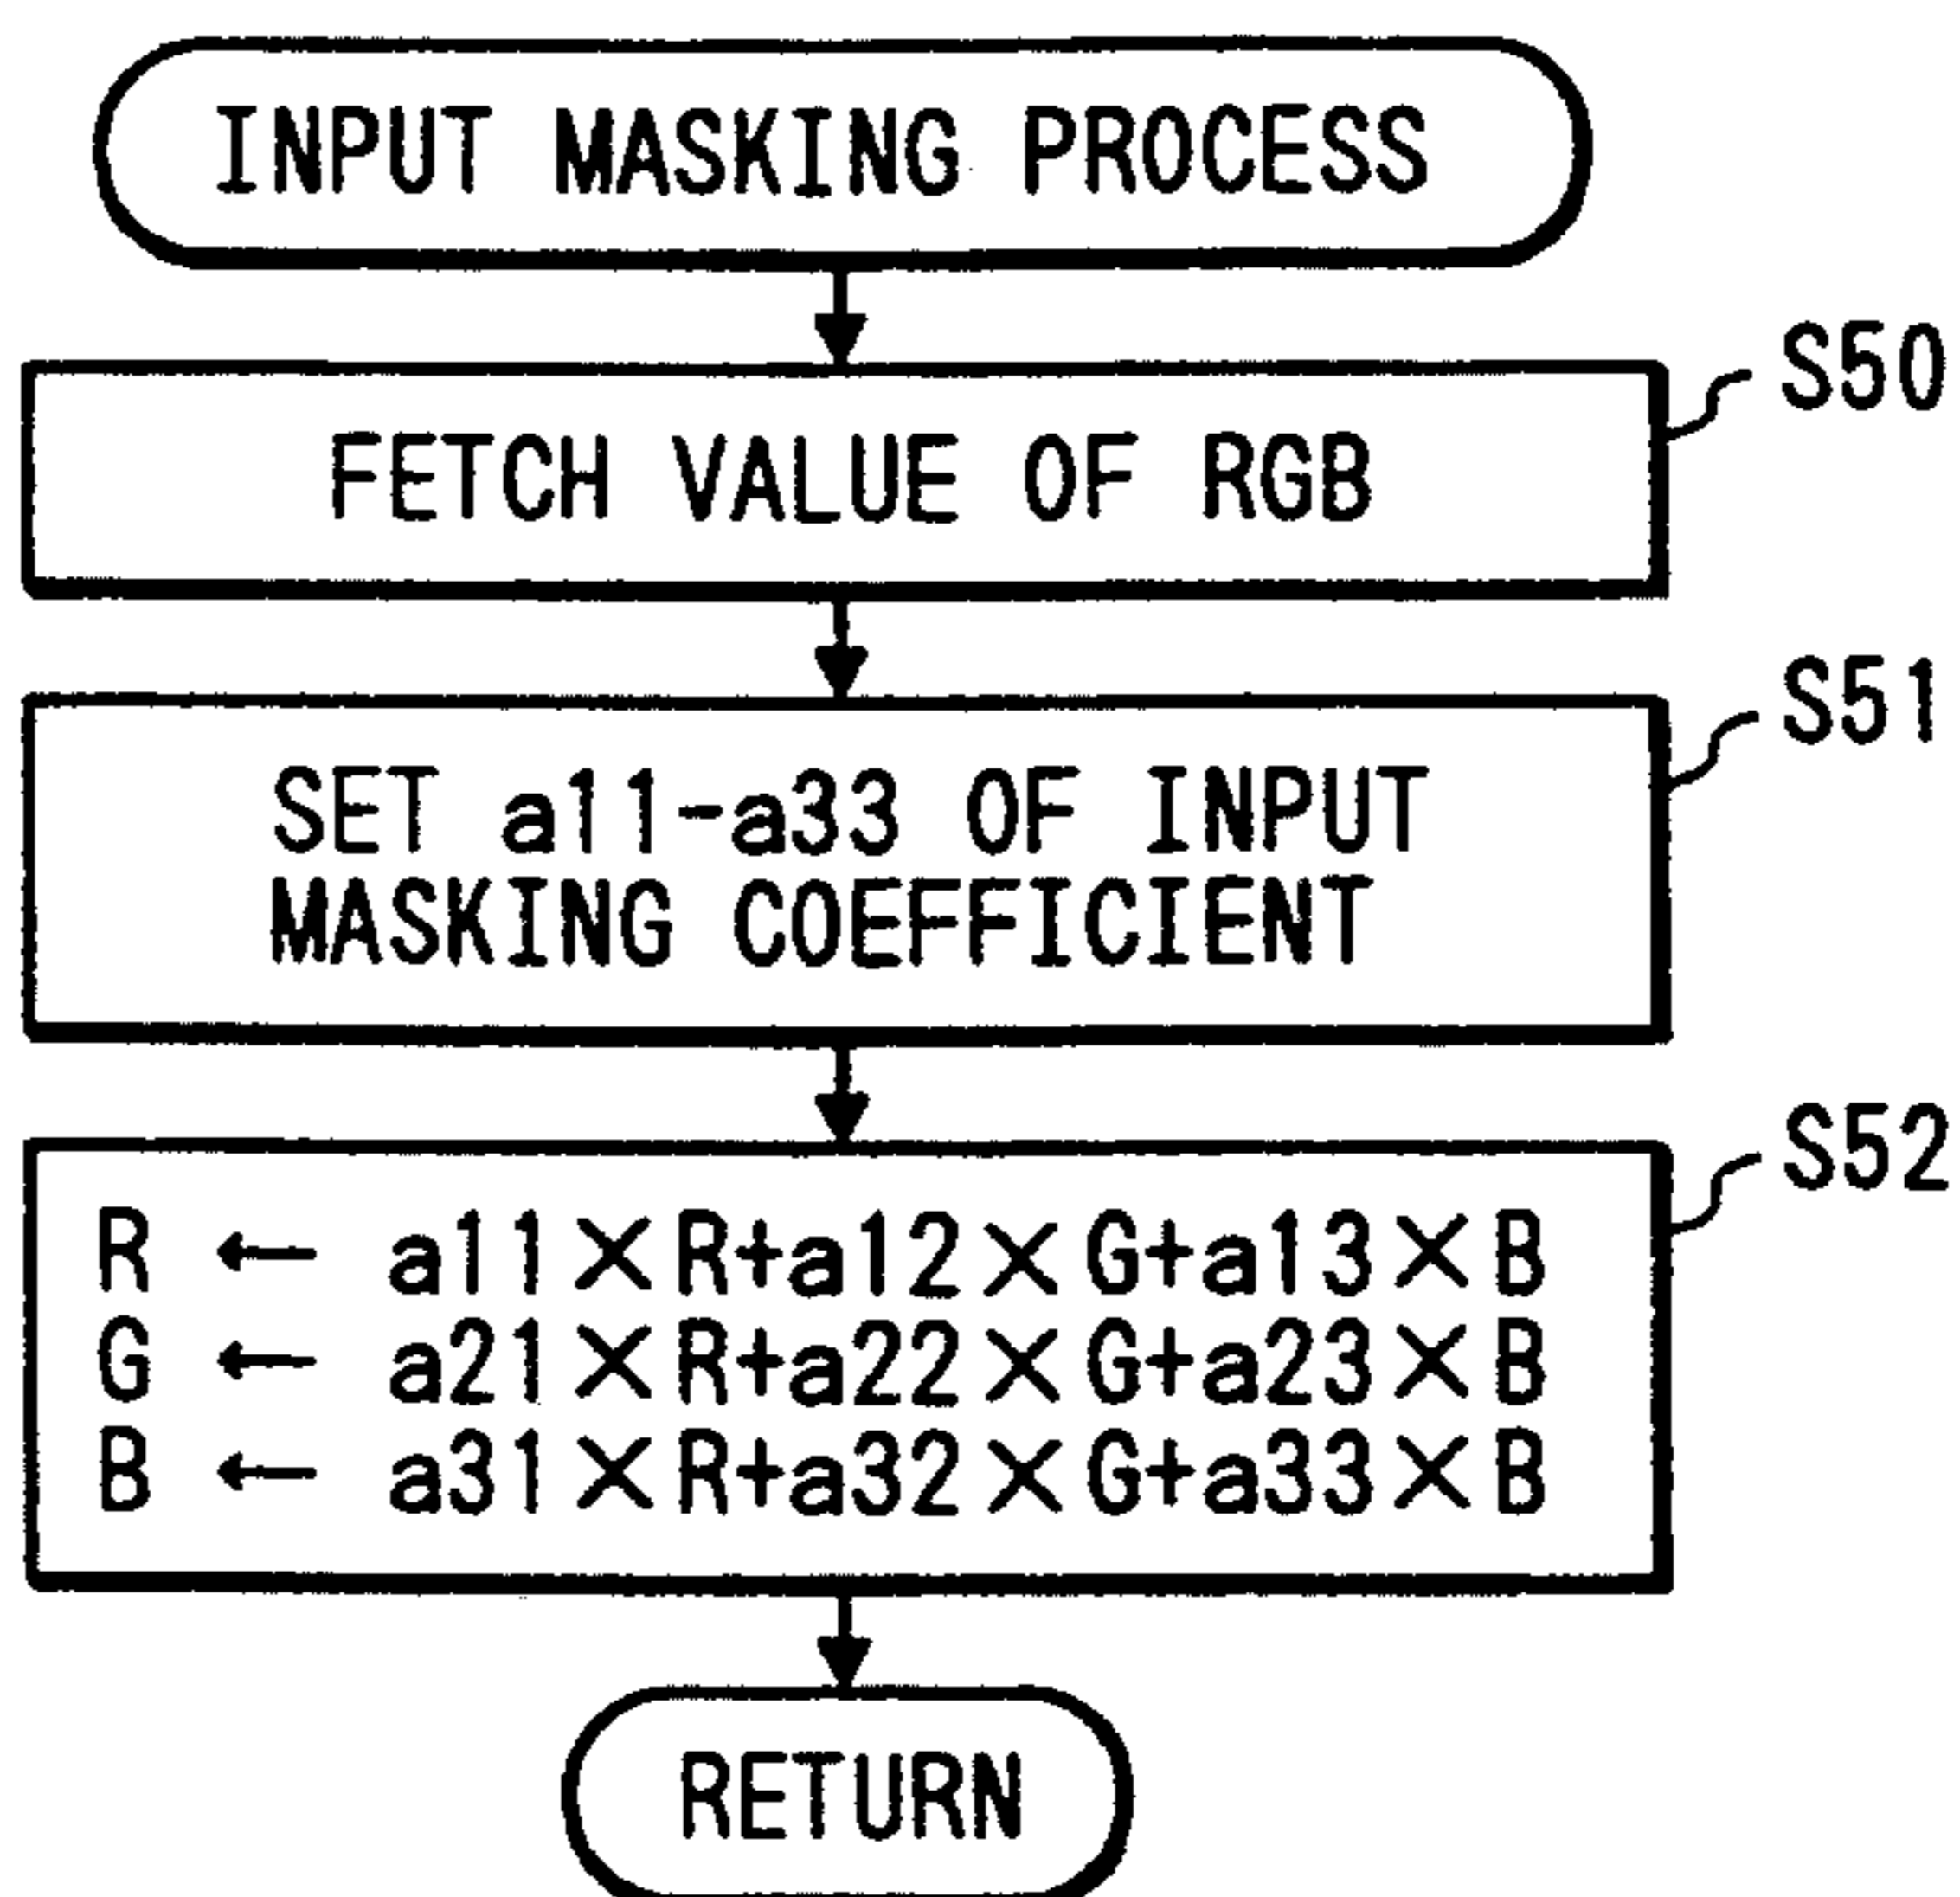 INPUT MASKING PROCESS
S50
FETCH VALUE OF RGB
S51
SET a11-a33 OF INPUT
MASKING COEFFICIENT
S52
R ← a11×R+a12×G+a13×B
G ← a21×R+a22×G+a23×B
B ← a31×R+a32×G+a33×B
RETURN